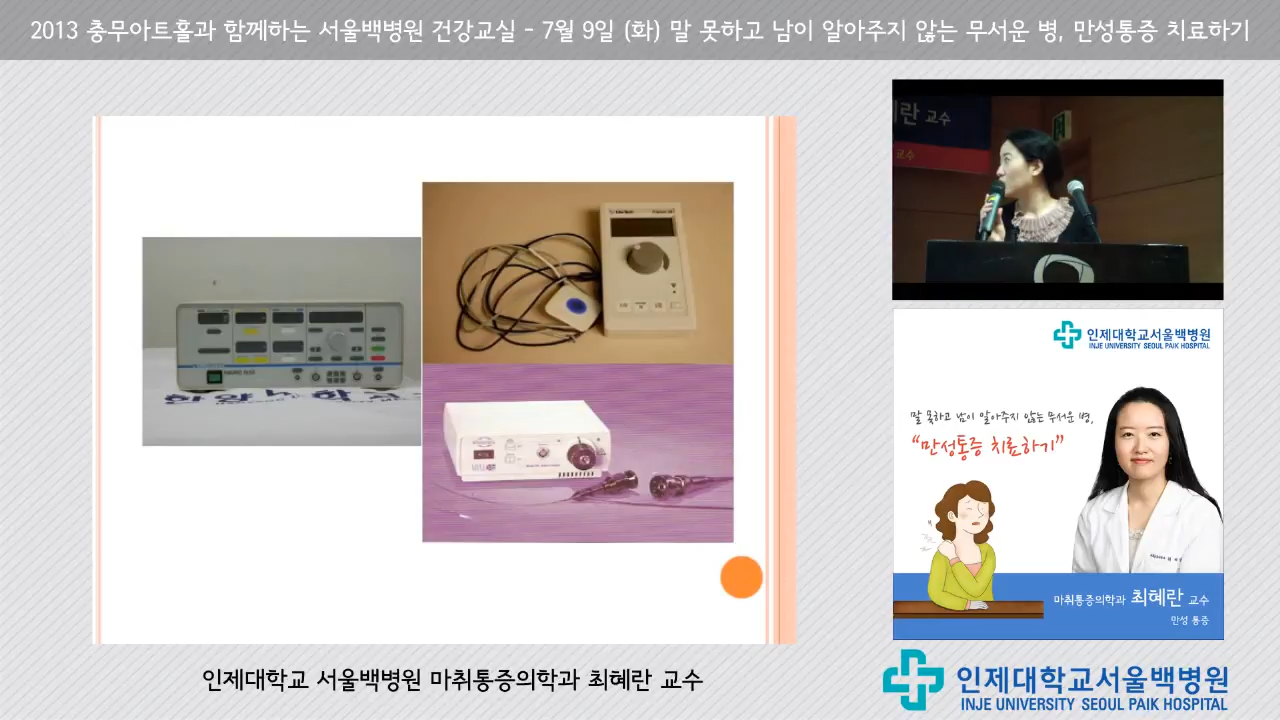 2013 충무아트홀과 함께하는 서울백병원 건강교실 - 7월 9일 (화) 말 못하고 남이 알아주지 않는 무서운 병, 만성통증 치료하기
란 교수
교수
인제대학교서울백병원
INJE UNIVERSITY SEOUL PAIK HOSPITAL
말 못하고 남이 알아주지 않는 무서운 병,
“만성통증 치료하기”
마취통증의학과 최혜란 교수
만성 통증
인제대학교 서울백병원 마취통증의학과 최혜란 교수
인제대학교서울백병원
INJE UNIVERSITY SEOUL PAIK HOSPITAL